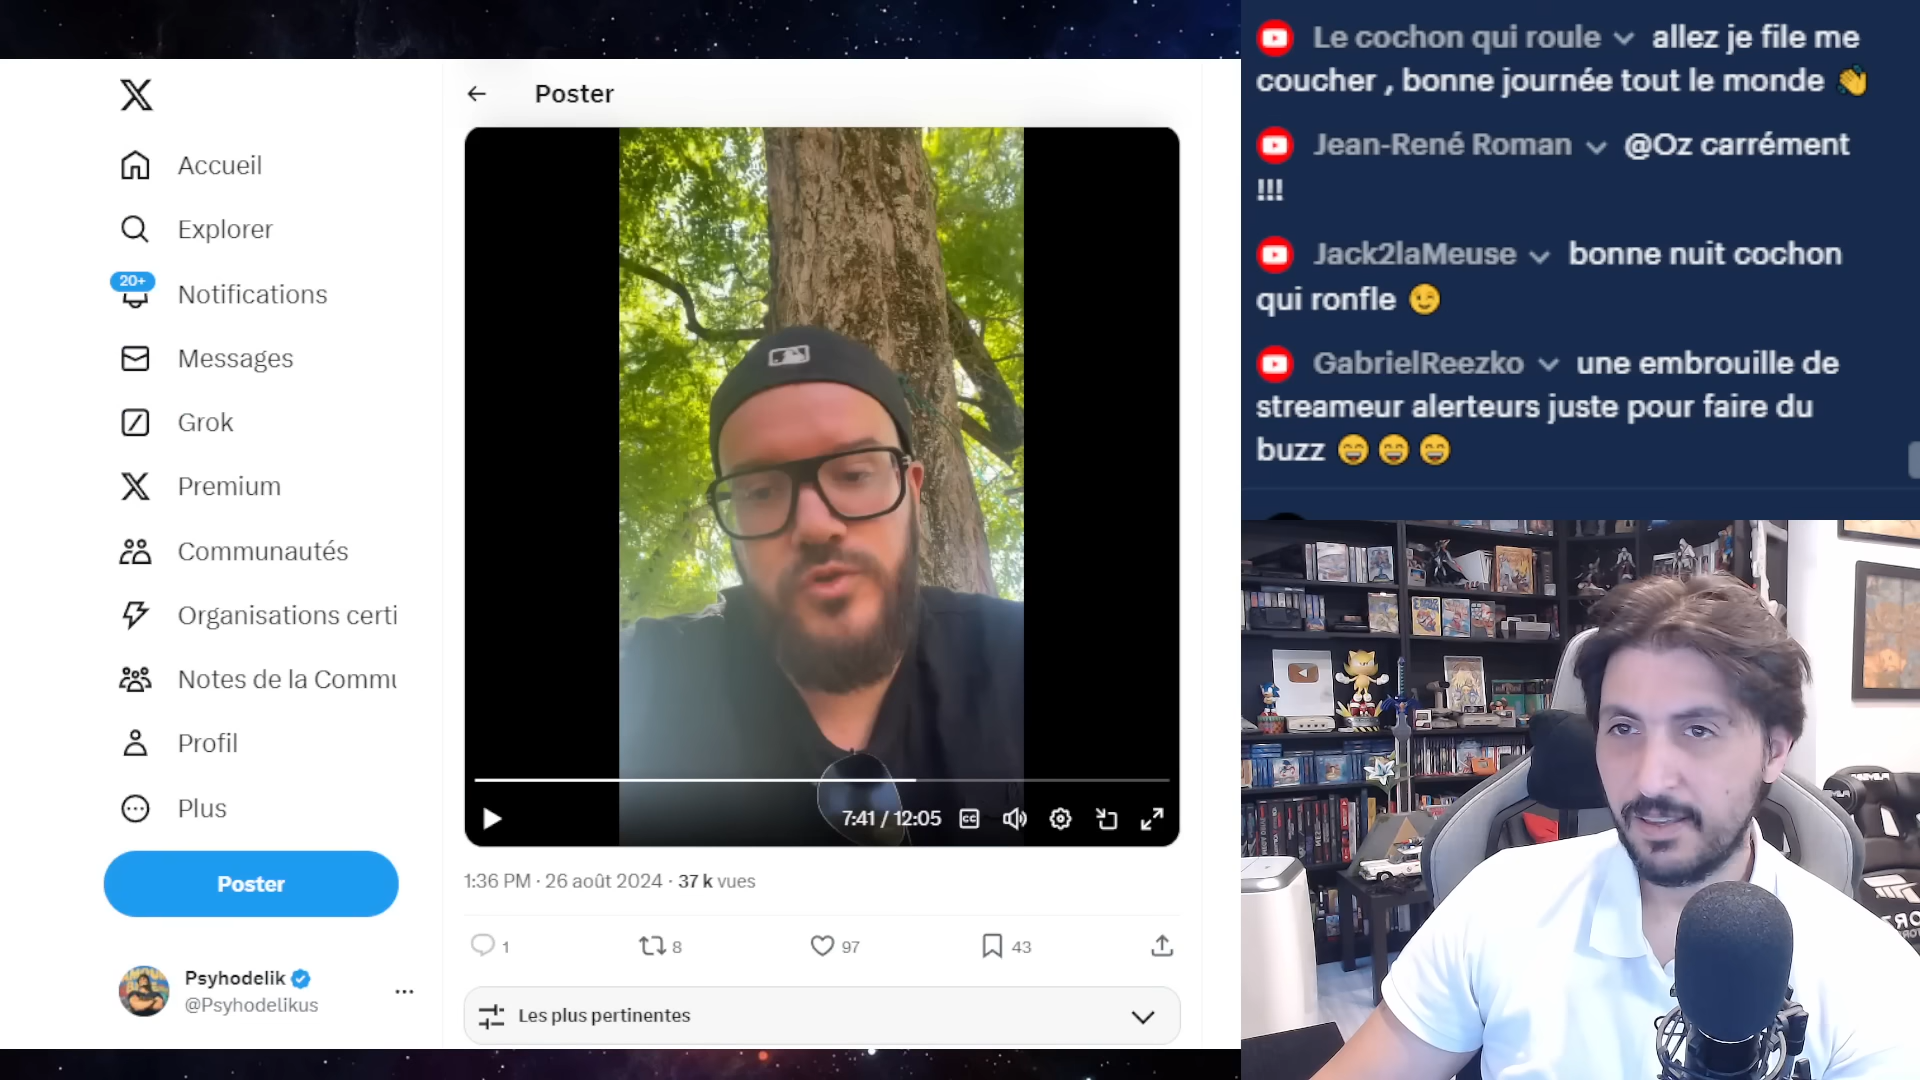 Poster
Accueil
Explorer
20+
Notifications
Messages
Grok
Premium
Communautés
Organisations certi
Notes de la Commu
Profil
Plus
Poster
Psyhodelik
@Psyhodelikus
7:41 / 12:05
CC
1:36 PM · 26 août 2024 · 37 k vues
1
8
97
43
Les plus pertinentes
Le cochon qui roule allez je file me
coucher , bonne journée tout le monde 👏
Jean-René Roman @Oz carrément
!!!
Jack2laMeuse bonne nuit cochon
qui ronfle 😉
GabrielReezko une embrouille de
streameur alerteurs juste pour faire du
buzz 😄 😄 😄